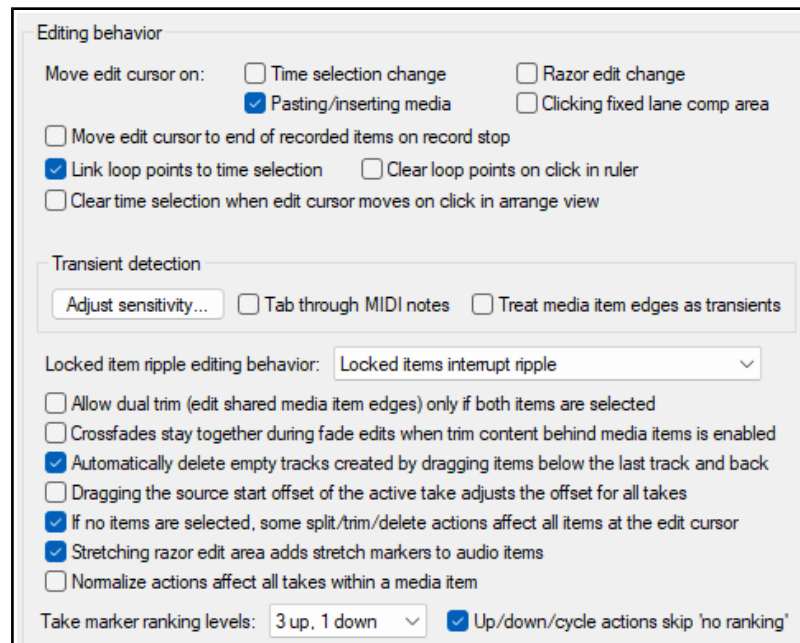 Editing behavior
Move edit cursor on: Time selection change Razor edit change
Pasting/inserting media Clicking fixed lane comp area
Move edit cursor to end of recorded items on record stop
Link loop points to time selection Clear loop points on click in ruler
Clear time selection when edit cursor moves on click in arrange view
Transient detection
Adjust sensitivity... Tab through MIDI notes Treat media item edges as transients
Locked item ripple editing behavior: Locked items interrupt ripple
Allow dual trim (edit shared media item edges) only if both items are selected
Crossfades stay together during fade edits when trim content behind media items is enabled
Automatically delete empty tracks created by dragging items below the last track and back
Dragging the source start offset of the active take adjusts the offset for all takes
If no items are selected, some split/trim/delete actions affect all items at the edit cursor
Stretching razor edit area adds stretch markers to audio items
Normalize actions affect all takes within a media item
Take marker ranking levels: 3 up, 1 down Up/down/cycle actions skip 'no ranking'